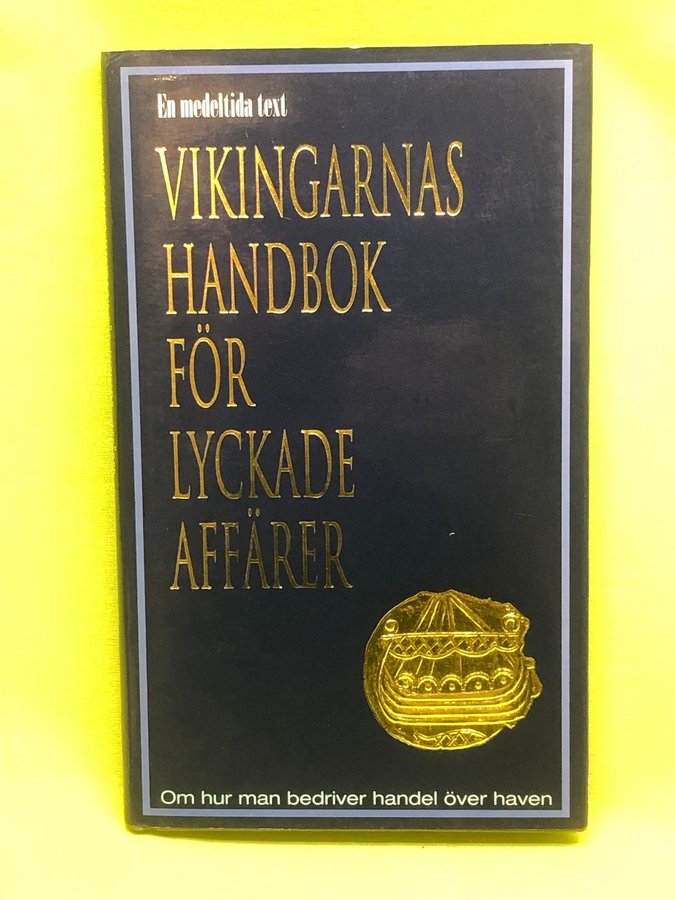 En medeltida text
VIKINGARNAS
HANDBOK
FÖR
LYCKADE
AFFÄRER
Om hur man bedriver handel över haven